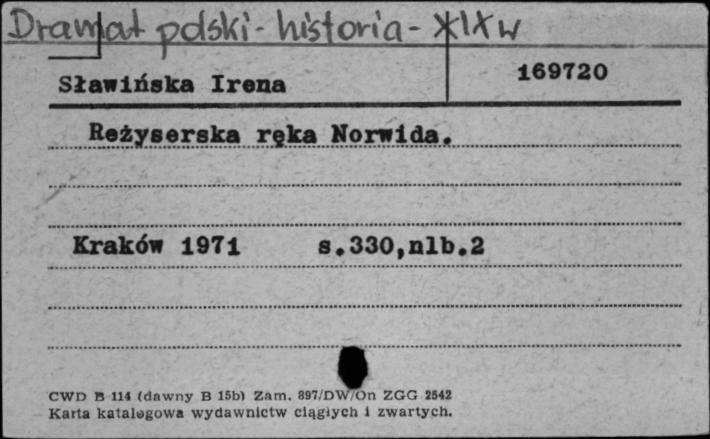 Dramat polski - historia - XIX w
Sławińska Irena
169720
Reżyserska ręka Norwida.
Kraków 1971 s.330,nlb.2
CWD B 114 (dawny B 15b) Zam. 897/DW/On ZGG 2542
Karta katalogowa wydawnictw ciągłych i zwartych.